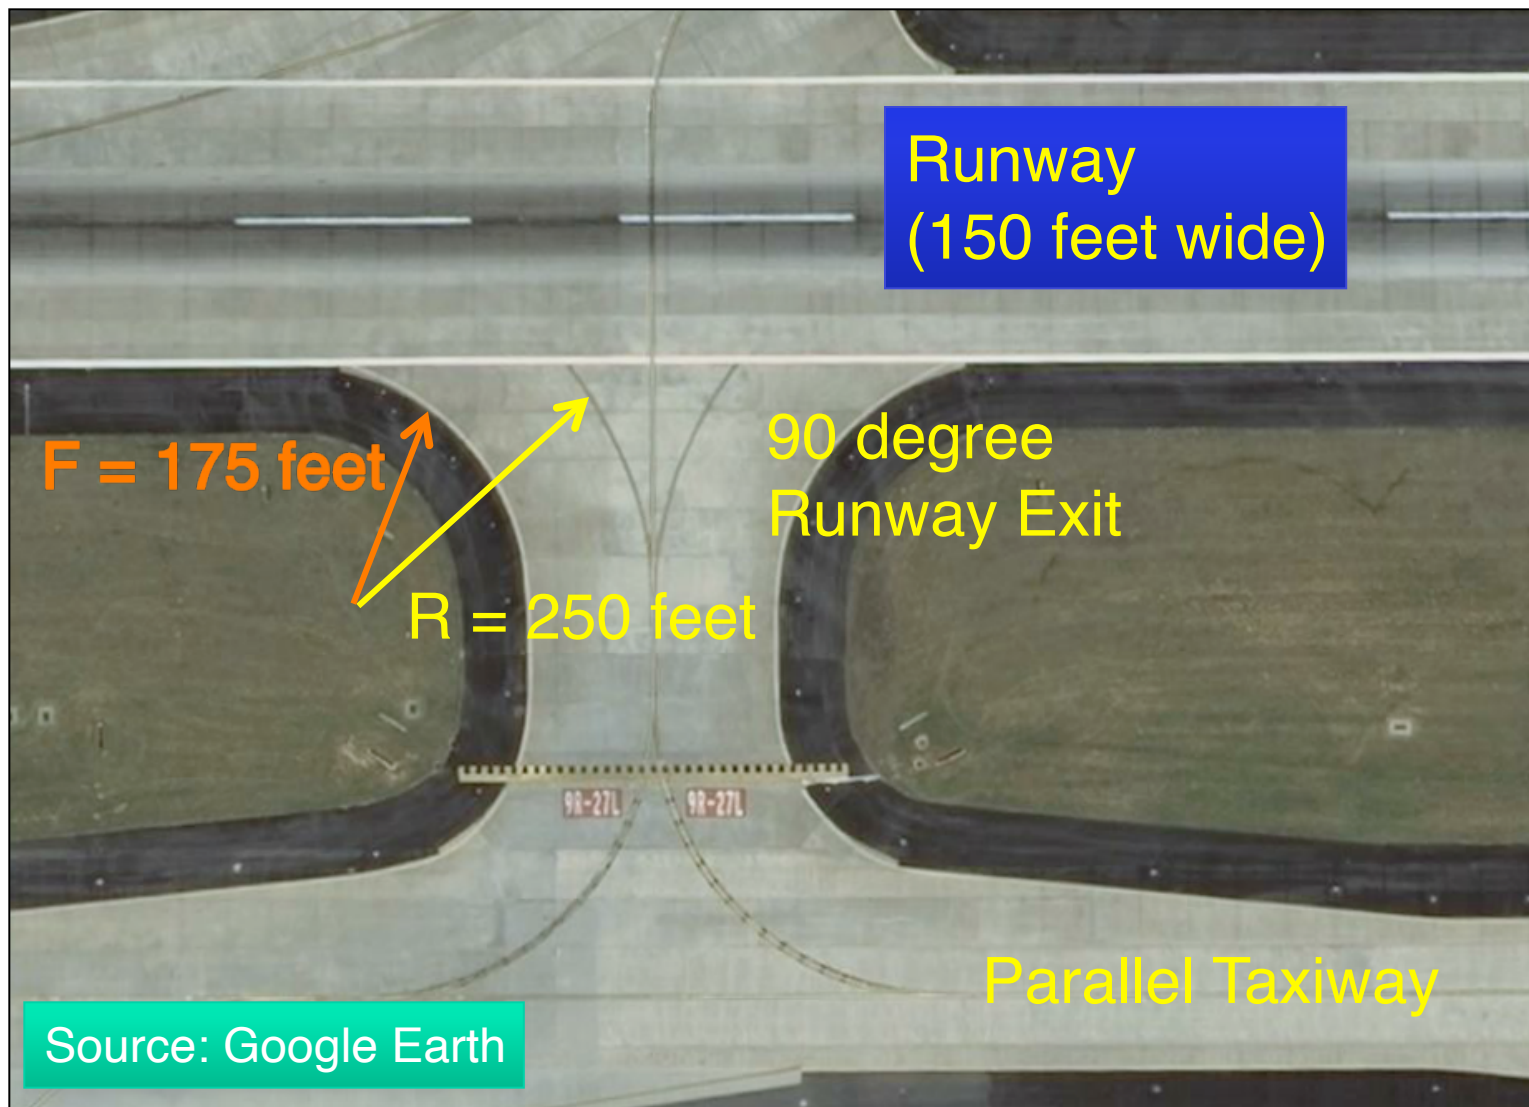 Runway
(150 feet wide)
F = 175 feet
90 degree
Runway Exit
R = 250 feet
9R-27L 9R-27L
Parallel Taxiway
Source: Google Earth